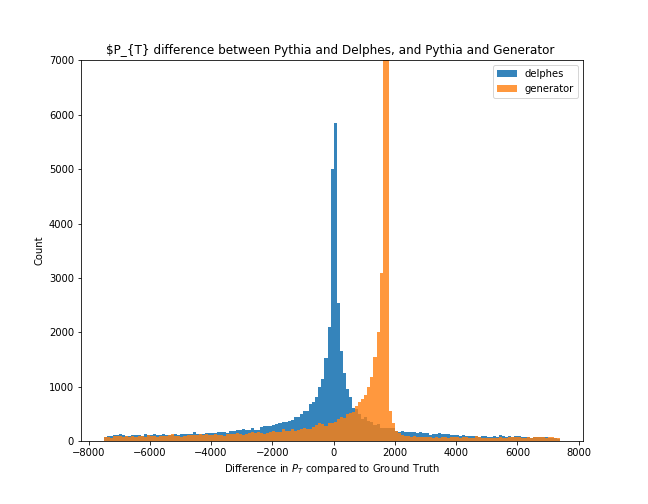 $P_{T} difference between Pythia and Delphes, and Pythia and Generator
7000
6000
5000
4000
3000
2000
1000
0
Count
delphes
generator
−8000 −6000 −4000 −2000 0 2000 4000 6000 8000
Difference in P_T compared to Ground Truth